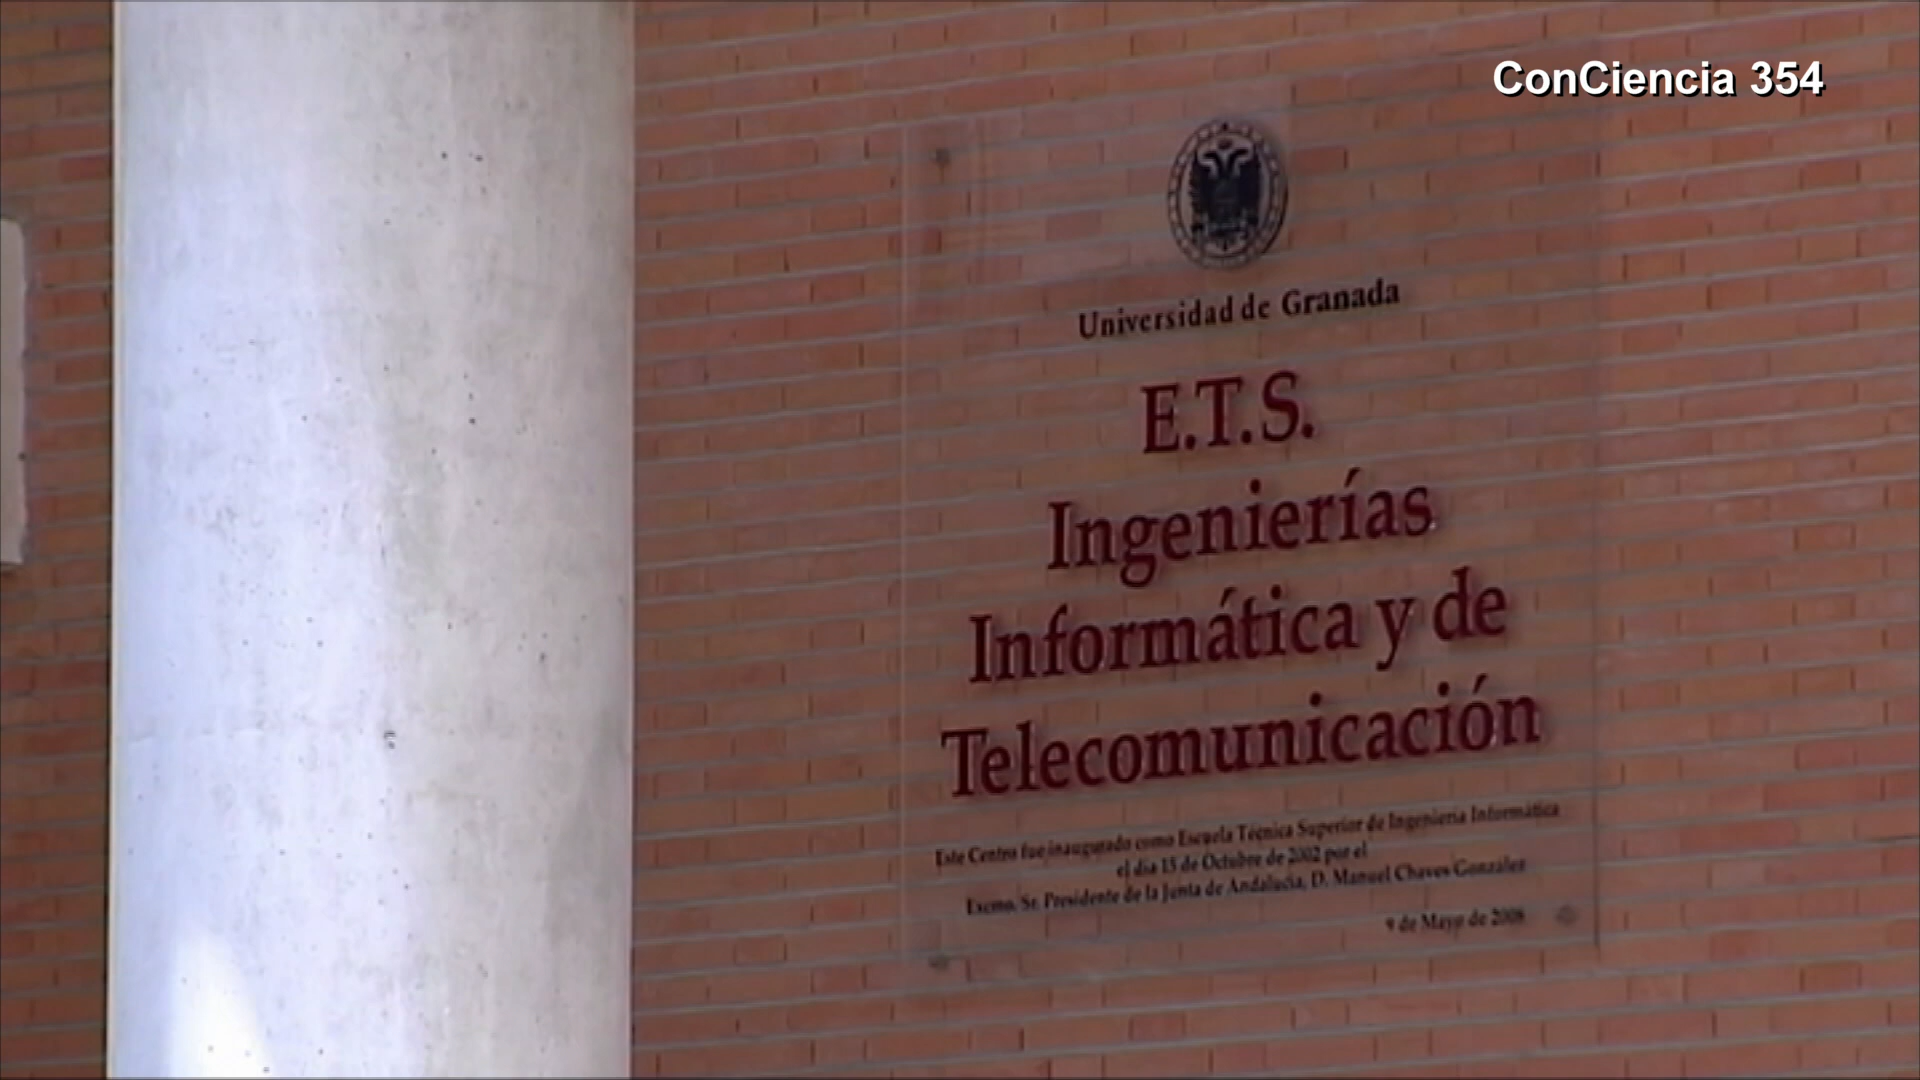 ConCiencia 354
Universidad de Granada
E.T.S.
Ingenierías
Informática y de
Telecomunicación
Este Centro fue inaugurado como Escuela Técnica Superior de Ingeniería Informática
el día 15 de Octubre de 2002 por el
Excmo. Sr. Presidente de la Junta de Andalucía, D. Manuel Chaves González
9 de Mayo de 2008